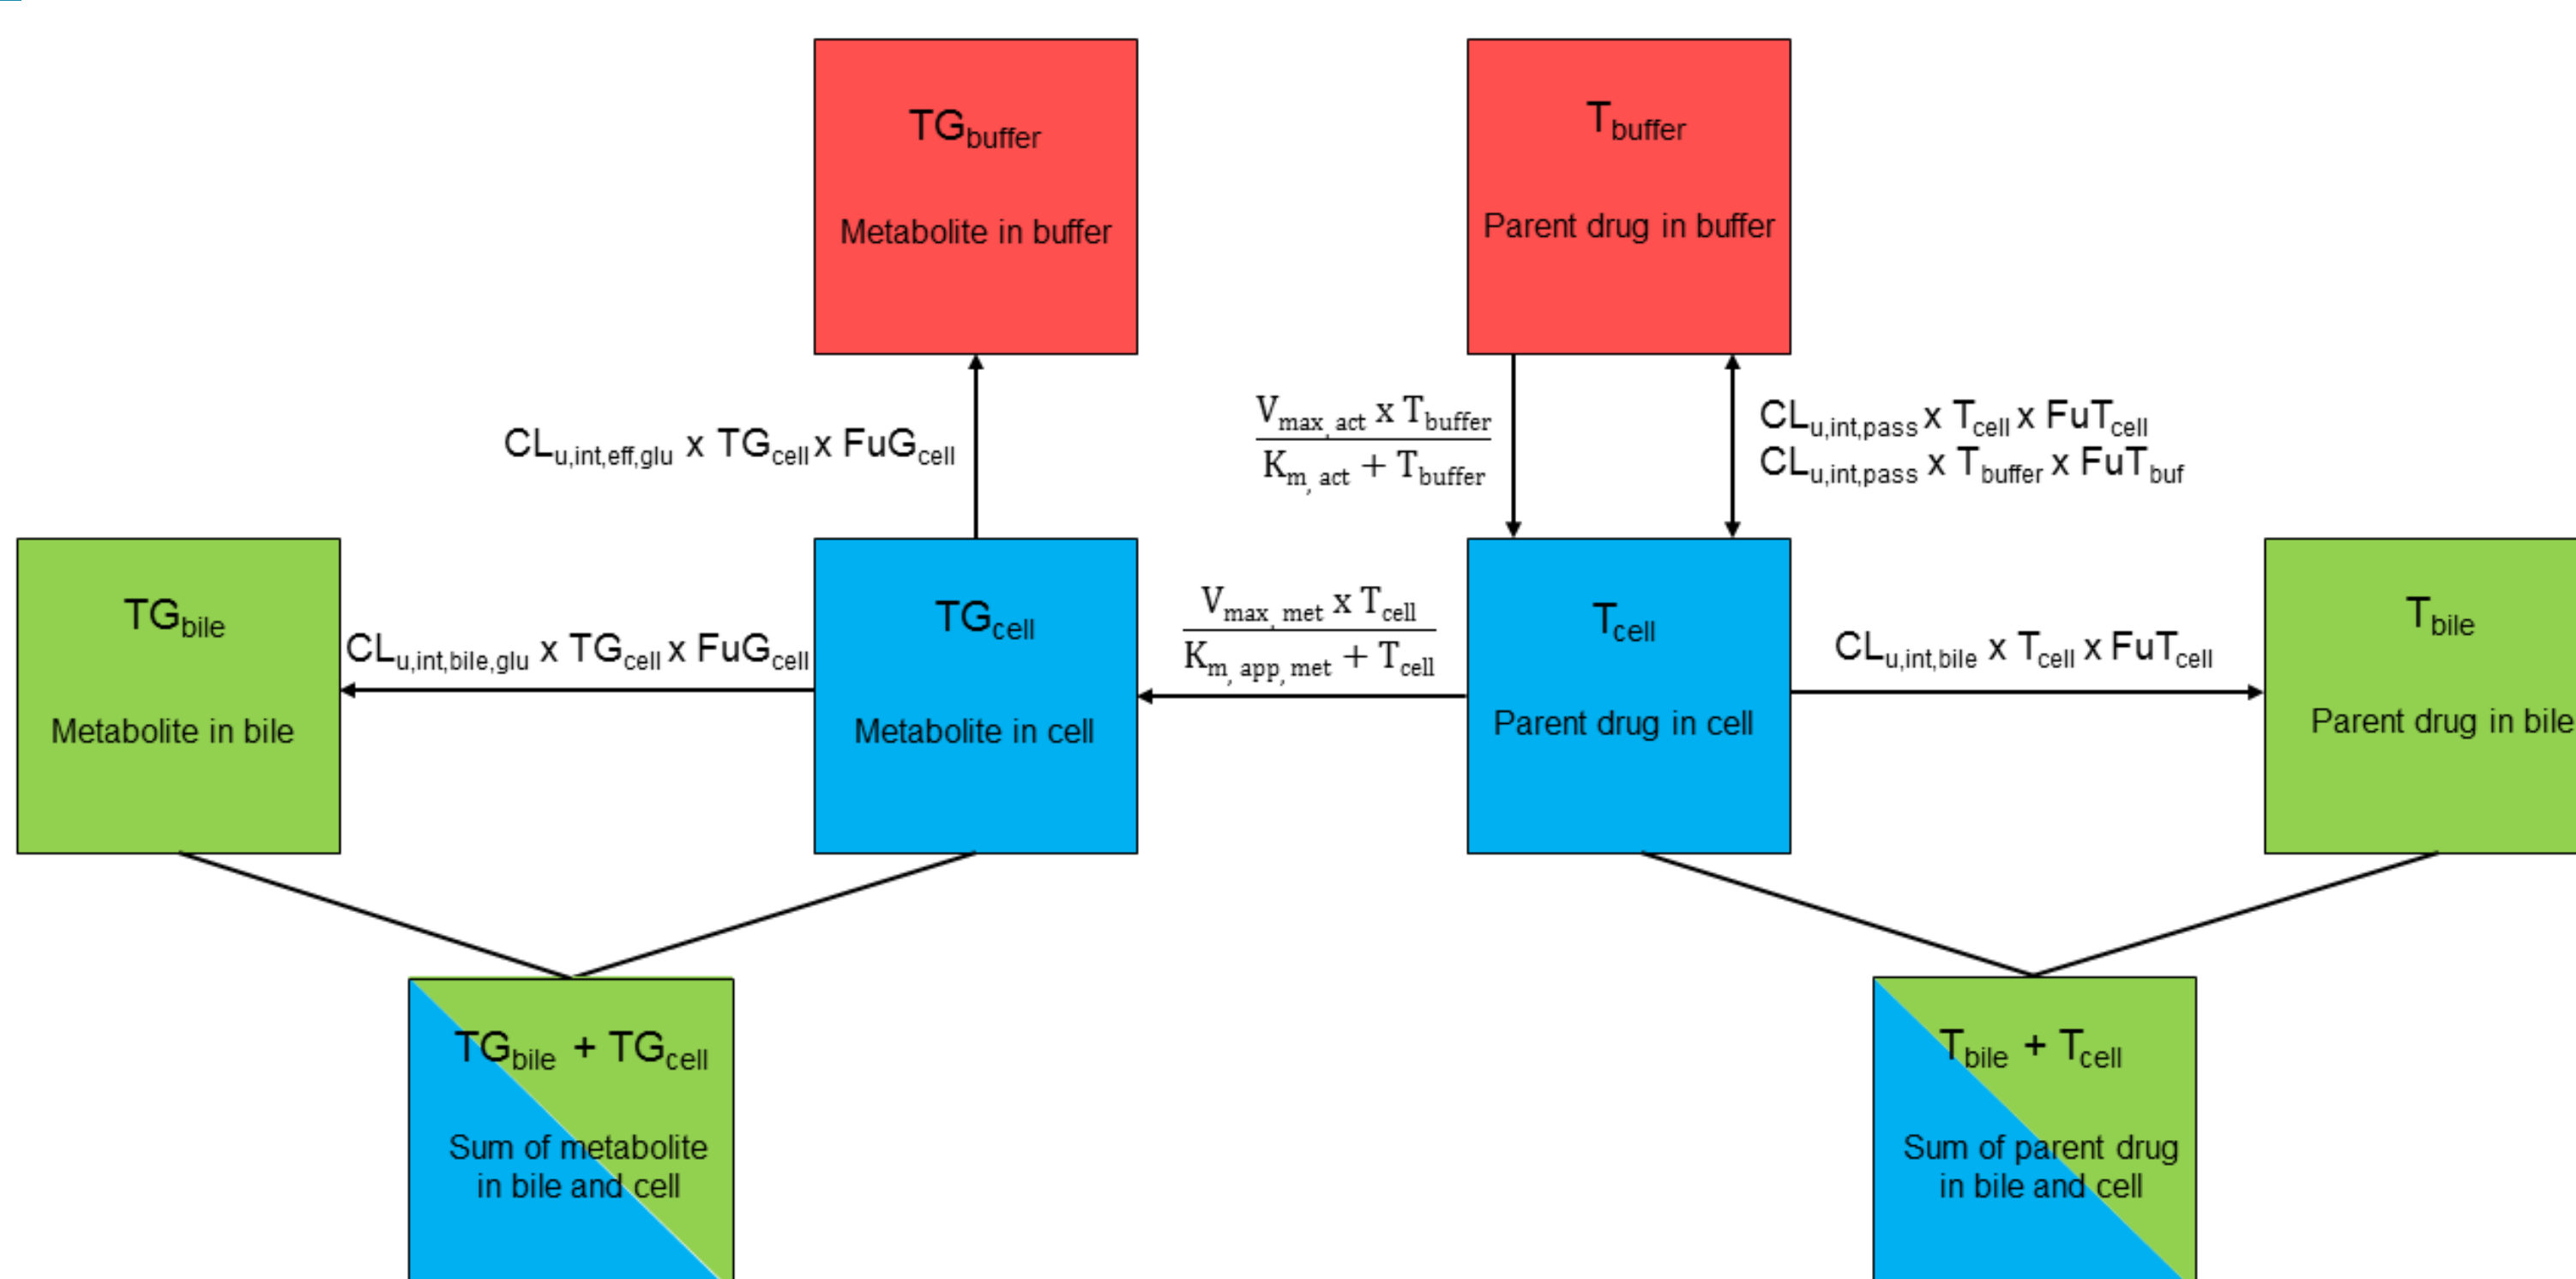 TGbuffer
Metabolite in buffer
Tbuffer
Parent drug in buffer
CLu,int,eff,glu x TGcell x FuGcell
Vmax, act x Tbuffer
Km, act + Tbuffer
CLu,int,pass x Tcell x FuTcell
CLu,int,pass x Tbuffer x FuTbuf
TGbile
Metabolite in bile
CLu,int,bile,glu x TGcell x FuGcell
TGcell
Metabolite in cell
Vmax, met x Tcell
Km, app, met + Tcell
Tcell
Parent drug in cell
CLu,int,bile x Tcell x FuTcell
Tbile
Parent drug in bile
TGbile + TGcell
Sum of metabolite
in bile and cell
Tbile + Tcell
Sum of parent drug
in bile and cell